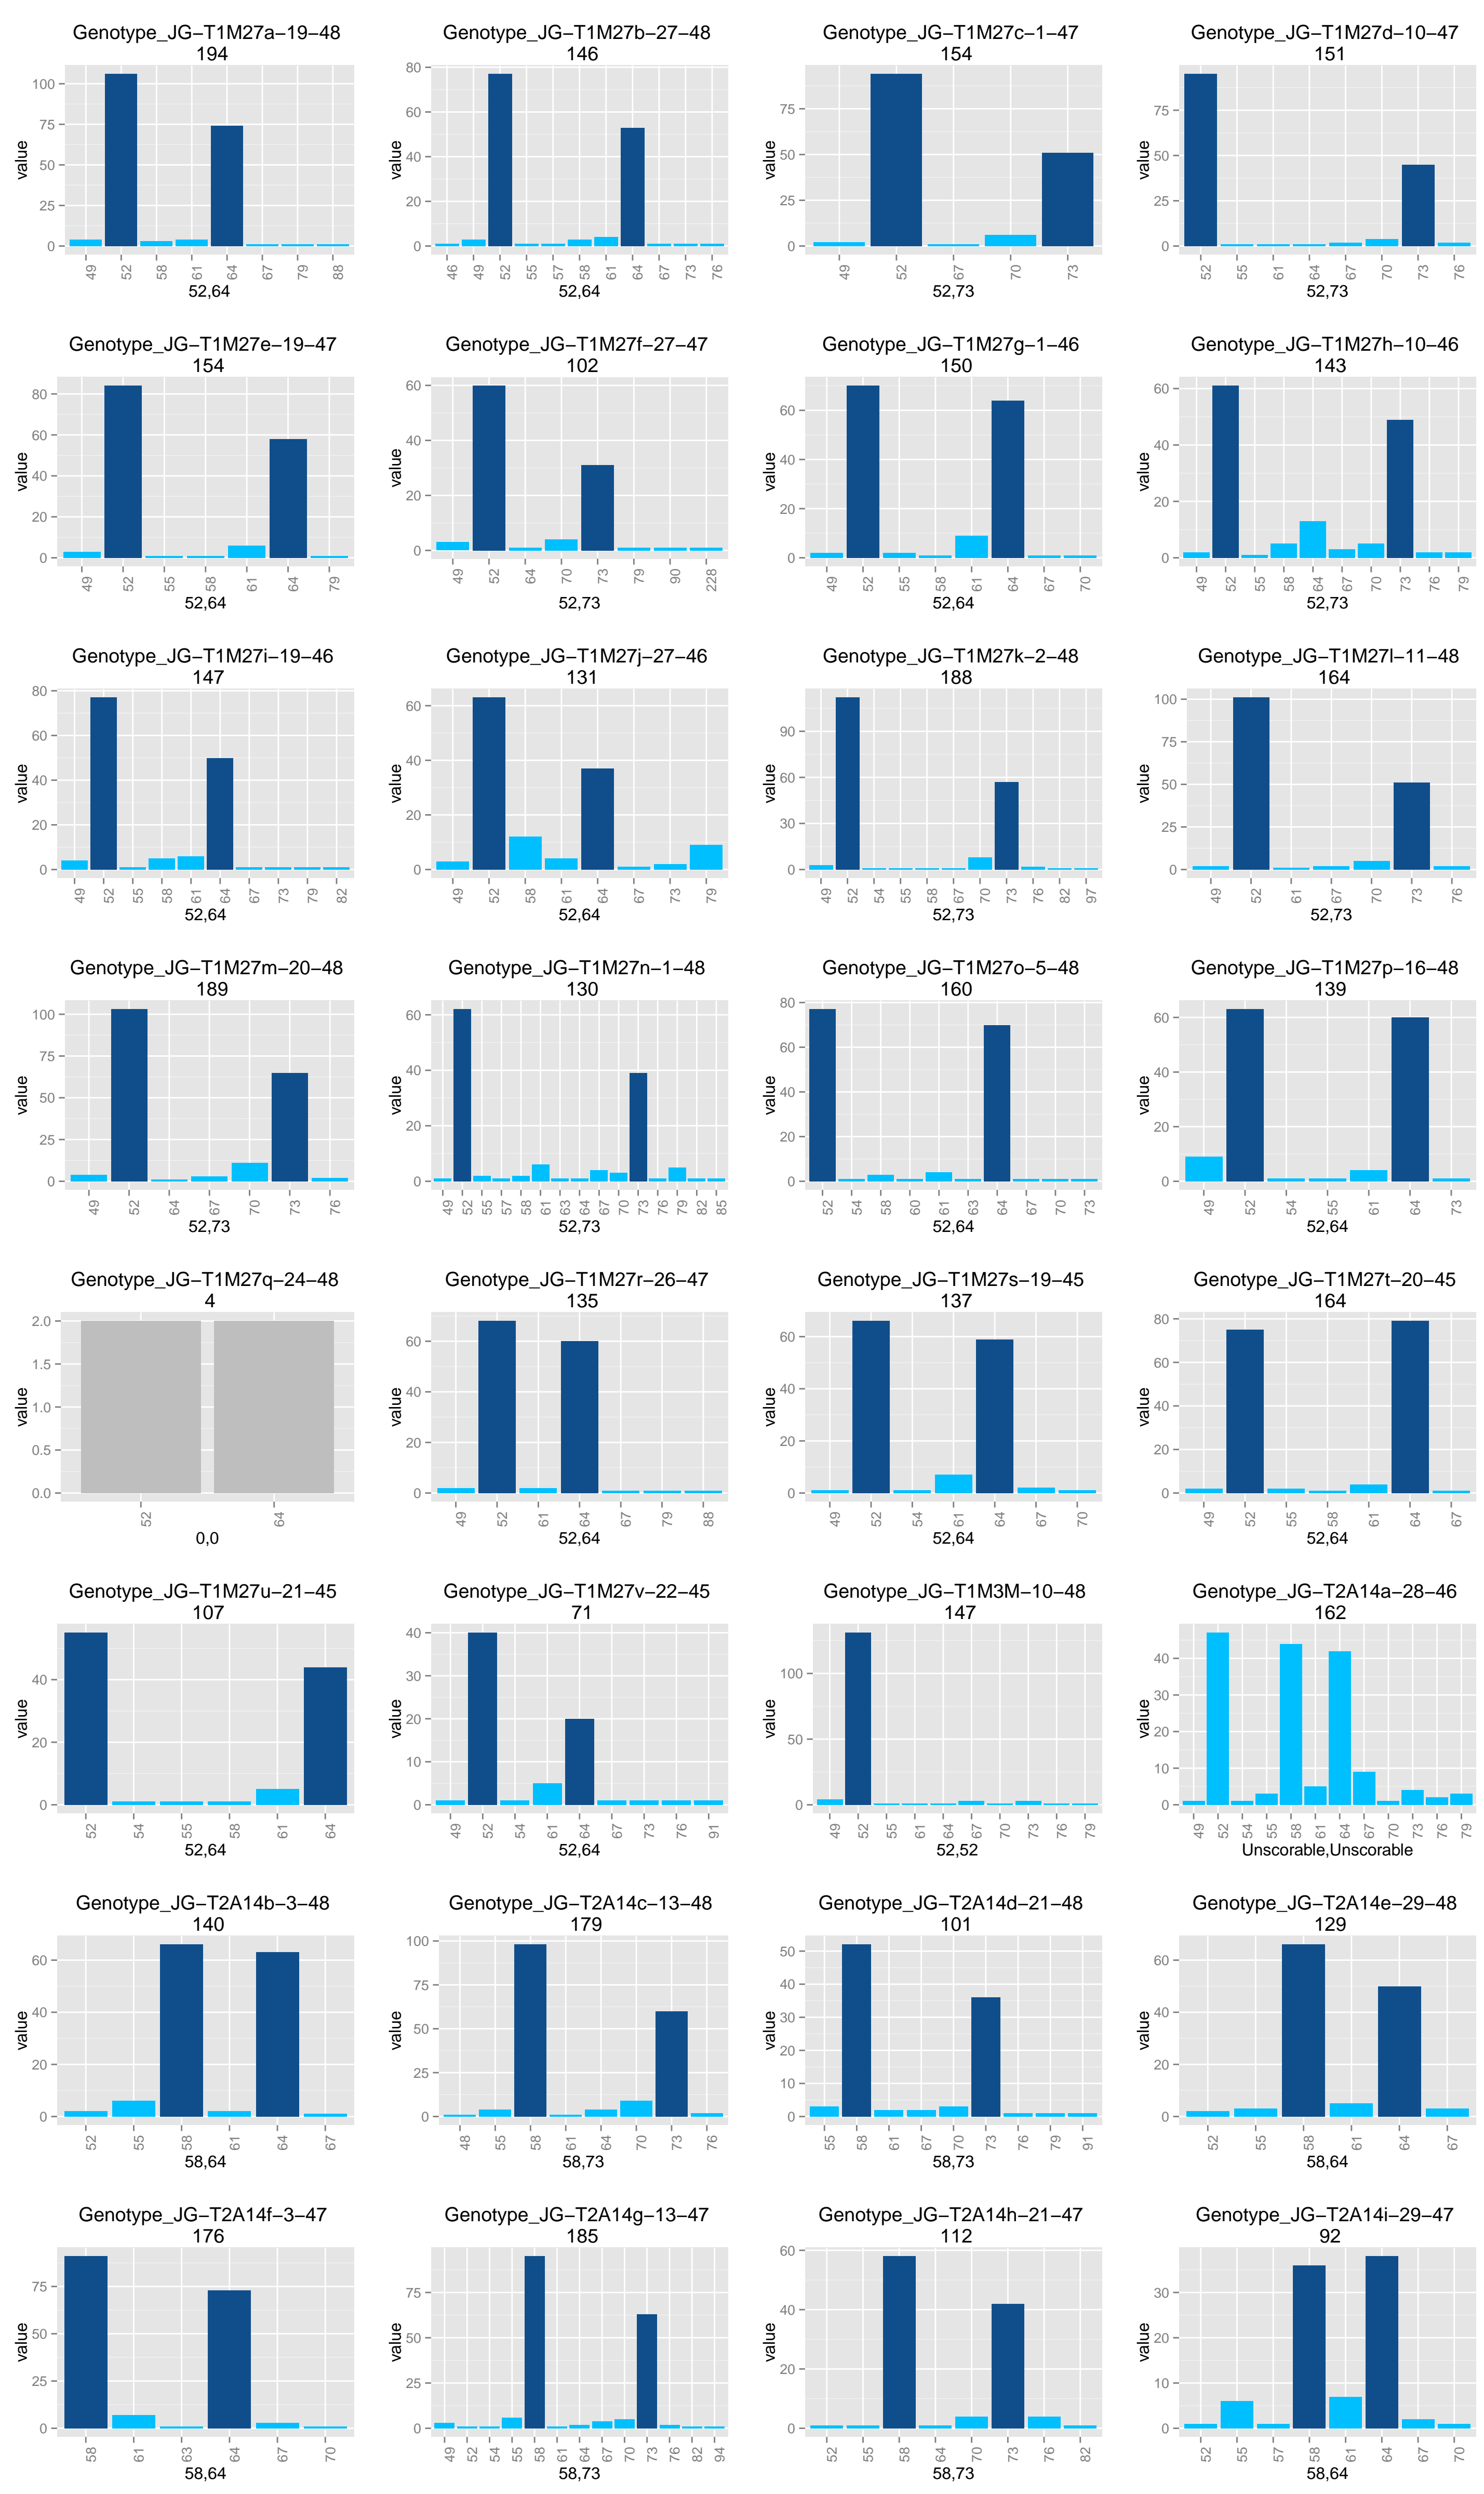 Genotype_JG-T1M27a-19-48
194
100
75
50
25
0
value
49 52 58 61 64 67 79 88
52,64
Genotype_JG-T1M27b-27-48
146
80
60
40
20
0
value
46 49 52 55 57 58 61 64 67 73 76
52,64
Genotype_JG-T1M27c-1-47
154
75
50
25
0
value
49 52 67 70 73
52,73
Genotype_JG-T1M27d-10-47
151
75
50
25
0
value
52 55 61 64 67 70 73 76
52,73
Genotype_JG-T1M27e-19-47
154
80
60
40
20
0
value
49 52 55 58 61 64 79
52,64
Genotype_JG-T1M27f-27-47
102
60
40
20
0
value
49 52 64 70 73 79 90 228
52,73
Genotype_JG-T1M27g-1-46
150
60
40
20
0
value
49 52 55 58 61 64 67 70
52,64
Genotype_JG-T1M27h-10-46
143
60
40
20
0
value
49 52 55 58 64 67 70 73 76 79
52,73
Genotype_JG-T1M27i-19-46
147
80
60
40
20
0
value
49 52 55 58 61 64 67 73 79 82
52,64
Genotype_JG-T1M27j-27-46
131
60
40
20
0
value
49 52 58 61 64 67 73 79
52,64
Genotype_JG-T1M27k-2-48
188
90
60
30
0
value
49 52 54 55 58 67 70 73 76 82 97
52,73
Genotype_JG-T1M27l-11-48
164
100
75
50
25
0
value
49 52 61 67 70 73 76
52,73
Genotype_JG-T1M27m-20-48
189
100
75
50
25
0
value
49 52 64 67 70 73 76
52,73
Genotype_JG-T1M27n-1-48
130
60
40
20
0
value
49 52 55 57 58 61 63 64 67 70 73 76 79 82 85
52,73
Genotype_JG-T1M27o-5-48
160
80
60
40
20
0
value
52 54 58 60 61 63 64 67 70 73
52,64
Genotype_JG-T1M27p-16-48
139
60
40
20
0
value
49 52 54 55 61 64 73
52,64
Genotype_JG-T1M27q-24-48
4
2.0
1.5
1.0
0.5
0.0
value
52 64
0,0
Genotype_JG-T1M27r-26-47
135
60
40
20
0
value
49 52 61 64 67 79 88
52,64
Genotype_JG-T1M27s-19-45
137
60
40
20
0
value
49 52 54 61 64 67 70
52,64
Genotype_JG-T1M27t-20-45
164
80
60
40
20
0
value
49 52 55 58 61 64 67
52,64
Genotype_JG-T1M27u-21-45
107
40
20
0
value
52 54 55 58 61 64
52,64
Genotype_JG-T1M27v-22-45
71
40
30
20
10
0
value
49 52 54 61 64 67 73 76 91
52,64
Genotype_JG-T1M3M-10-48
147
100
50
0
value
49 52 55 61 64 67 70 73 76 79
52,52
Genotype_JG-T2A14a-28-46
162
40
30
20
10
0
value
49 52 54 55 58 61 64 67 70 73 76 79
Unscorable,Unscorable
Genotype_JG-T2A14b-3-48
140
60
40
20
0
value
52 55 58 61 64 67
58,64
Genotype_JG-T2A14c-13-48
179
100
75
50
25
0
value
48 55 58 61 64 70 73 76
58,73
Genotype_JG-T2A14d-21-48
101
50
40
30
20
10
0
value
55 58 61 67 70 73 76 79 91
58,73
Genotype_JG-T2A14e-29-48
129
60
40
20
0
value
52 55 58 61 64 67
58,64
Genotype_JG-T2A14f-3-47
176
75
50
25
0
value
58 61 63 64 67 70
58,64
Genotype_JG-T2A14g-13-47
185
75
50
25
0
value
49 52 54 55 58 61 64 67 70 73 76 82 94
58,73
Genotype_JG-T2A14h-21-47
112
60
40
20
0
value
52 55 58 64 70 73 76 82
58,73
Genotype_JG-T2A14i-29-47
92
30
20
10
0
value
52 55 57 58 61 64 67 70
58,64